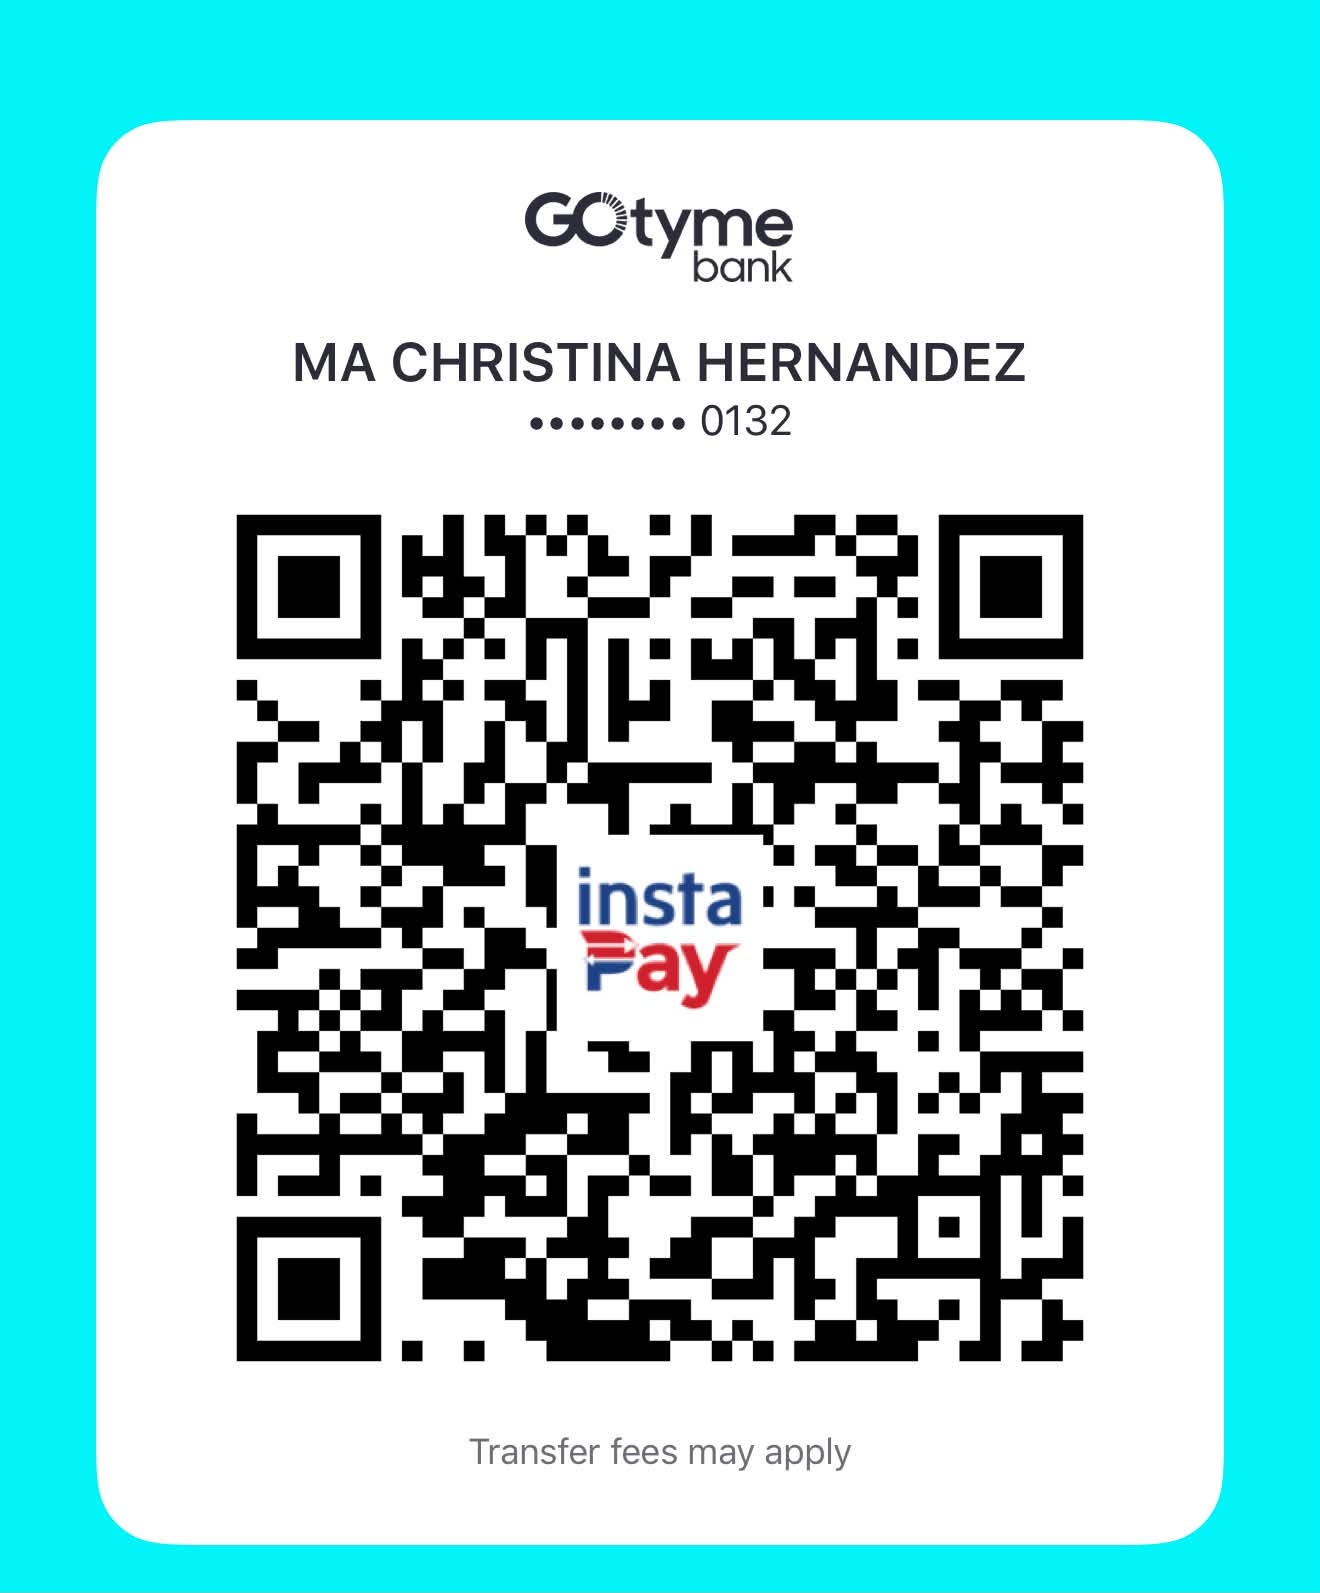 GOtyme
bank
MA CHRISTINA HERNANDEZ
•••••••• 0132
insta
Pay
Transfer fees may apply